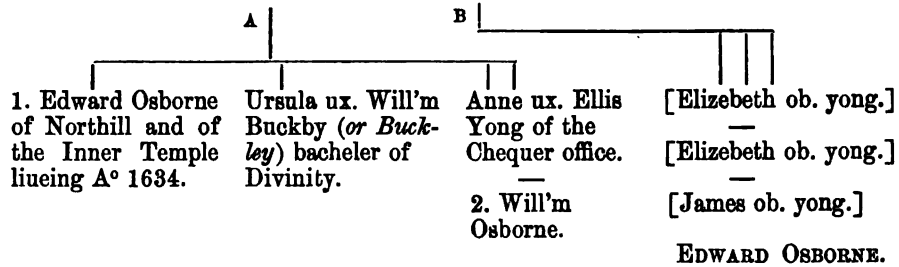 A
B
1. Edward Osborne
of Northill and of
the Inner Temple
liueing Aº 1634.
Ursula ux. Will'm
Buckby (or Buck-
ley) bacheler of
Divinity.
Anne ux. Ellis
Yong of the
Chequer office.
2. Will'm
Osborne.
[Elizebeth ob. yong.]
[Elizebeth ob. yong.]
[James ob. yong.]
EDWARD OSBORNE.